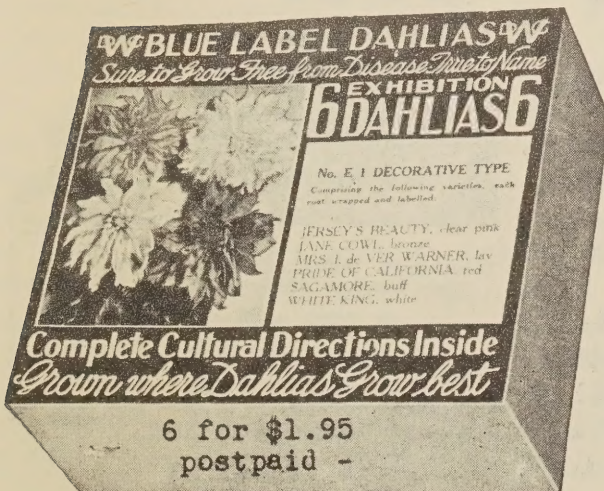 DW BLUE LABEL DAHLIAS DW
Sure to Grow Free from Disease True to Name
6 EXHIBITION DAHLIAS 6
No. E 1 DECORATIVE TYPE
Comprising the following varieties, each
root wrapped and labelled.
JERSEY'S BEAUTY, clear pink
JANE COWL, bronze
MRS. I. de VER WARNER, lav
PRIDE OF CALIFORNIA, red
SAGAMORE, buff
WHITE KING, white
Complete Cultural Directions Inside
Grown where Dahlias Grow best
6 for $1.95
postpaid -